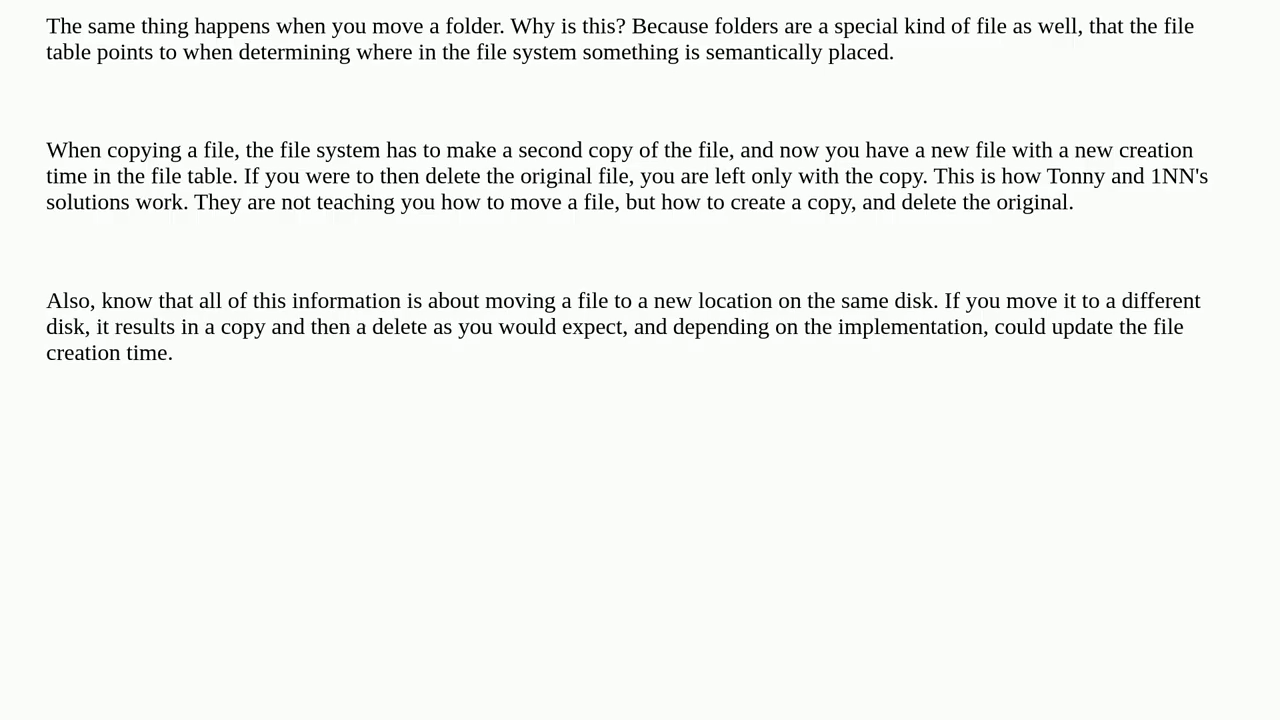 The same thing happens when you move a folder. Why is this? Because folders are a special kind of file as well, that the file
table points to when determining where in the file system something is semantically placed.
When copying a file, the file system has to make a second copy of the file, and now you have a new file with a new creation
time in the file table. If you were to then delete the original file, you are left only with the copy. This is how Tonny and 1NN's
solutions work. They are not teaching you how to move a file, but how to create a copy, and delete the original.
Also, know that all of this information is about moving a file to a new location on the same disk. If you move it to a different
disk, it results in a copy and then a delete as you would expect, and depending on the implementation, could update the file
creation time.